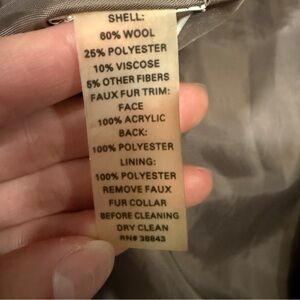 SHELL:
60% WOOL
25% POLYESTER
10% VISCOSE
5% OTHER FIBERS
FAUX FUR TRIM:
FACE
100% ACRYLIC
BACK:
100% POLYESTER
LINING:
100% POLYESTER
REMOVE FAUX
FUR COLLAR
BEFORE CLEANING
DRY CLEAN
RN# 38843